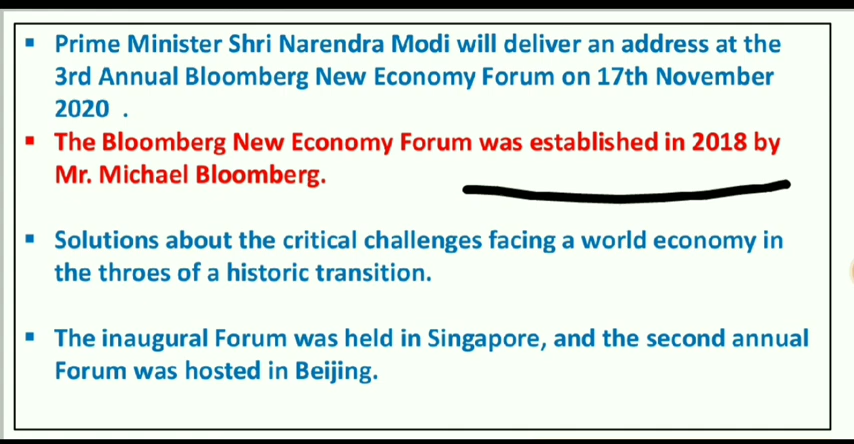 ▪ Prime Minister Shri Narendra Modi will deliver an address at the
3rd Annual Bloomberg New Economy Forum on 17th November
2020 .
▪ The Bloomberg New Economy Forum was established in 2018 by
Mr. Michael Bloomberg.
▪ Solutions about the critical challenges facing a world economy in
the throes of a historic transition.
▪ The inaugural Forum was held in Singapore, and the second annual
Forum was hosted in Beijing.